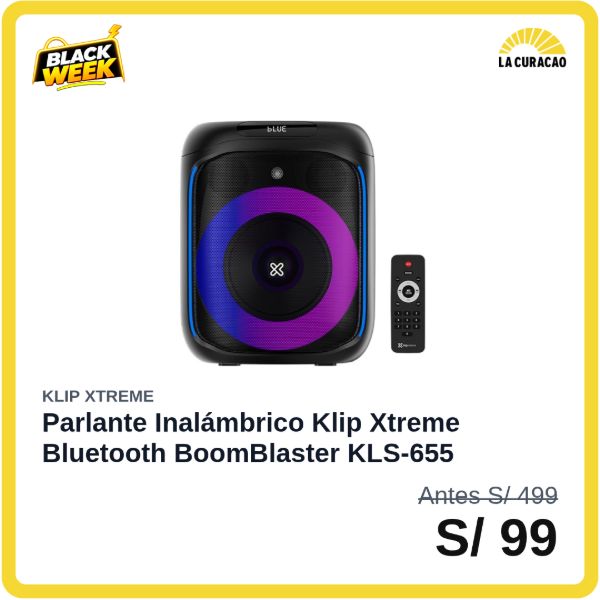 BLACK
WEEK
LA CURACAO
BLUE
KLIP XTREME
Parlante Inalámbrico Klip Xtreme
Bluetooth BoomBlaster KLS-655
Antes S/ 499
S/ 99